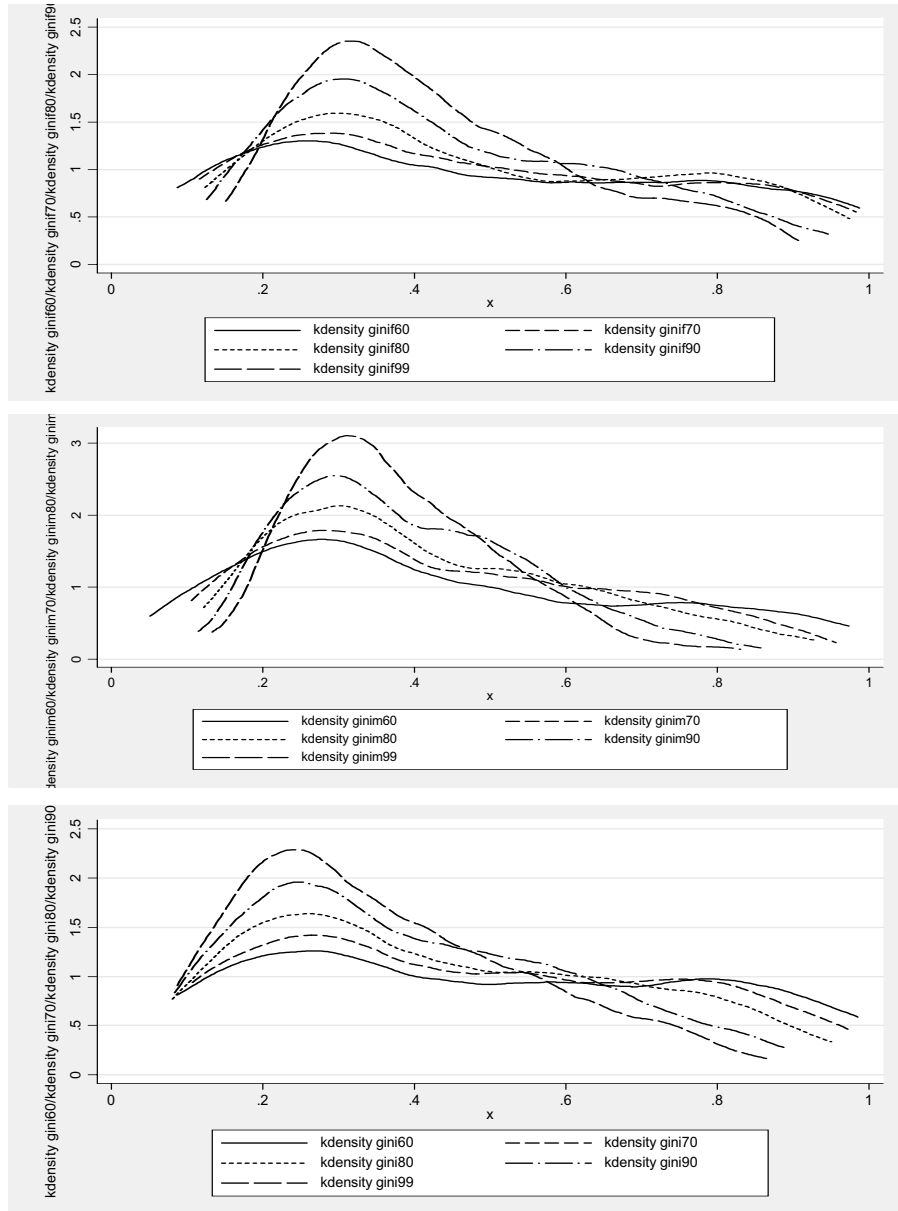 kdensity ginif60/kdensity ginif70/kdensity ginif80/kdensity ginif90
2.5
2
1.5
1
.5
0
0 .2 .4 .6 .8 1
x
kdensity ginif60 kdensity ginif70
kdensity ginif80 kdensity ginif90
kdensity ginif99
density ginim60/kdensity ginim70/kdensity ginim80/kdensity ginim
3
2
1
0
0 .2 .4 .6 .8 1
x
kdensity ginim60 kdensity ginim70
kdensity ginim80 kdensity ginim90
kdensity ginim99
kdensity gini60/kdensity gini70/kdensity gini80/kdensity gini90
2.5
2
1.5
1
.5
0
0 .2 .4 .6 .8 1
x
kdensity gini60 kdensity gini70
kdensity gini80 kdensity gini90
kdensity gini99